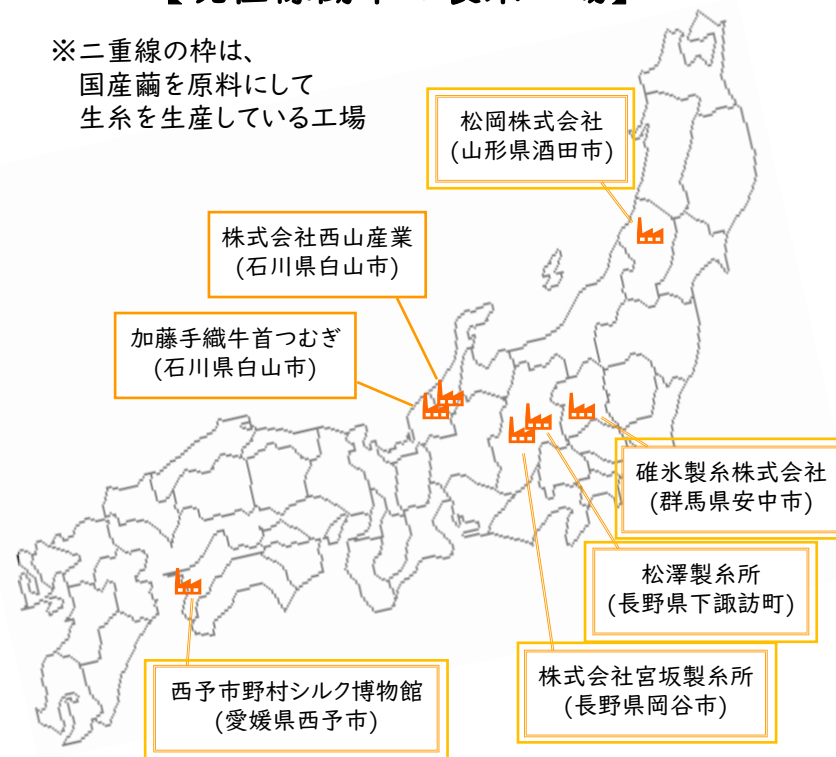 ※二重線の枠は、
国産繭を原料にして
生糸を生産している工場
松岡株式会社
(山形県酒田市)
株式会社西山産業
(石川県白山市)
加藤手織牛首つむぎ
(石川県白山市)
碓氷製糸株式会社
(群馬県安中市)
松澤製糸所
(長野県下諏訪町)
株式会社宮坂製糸所
(長野県岡谷市)
西予市野村シルク博物館
(愛媛県西予市)